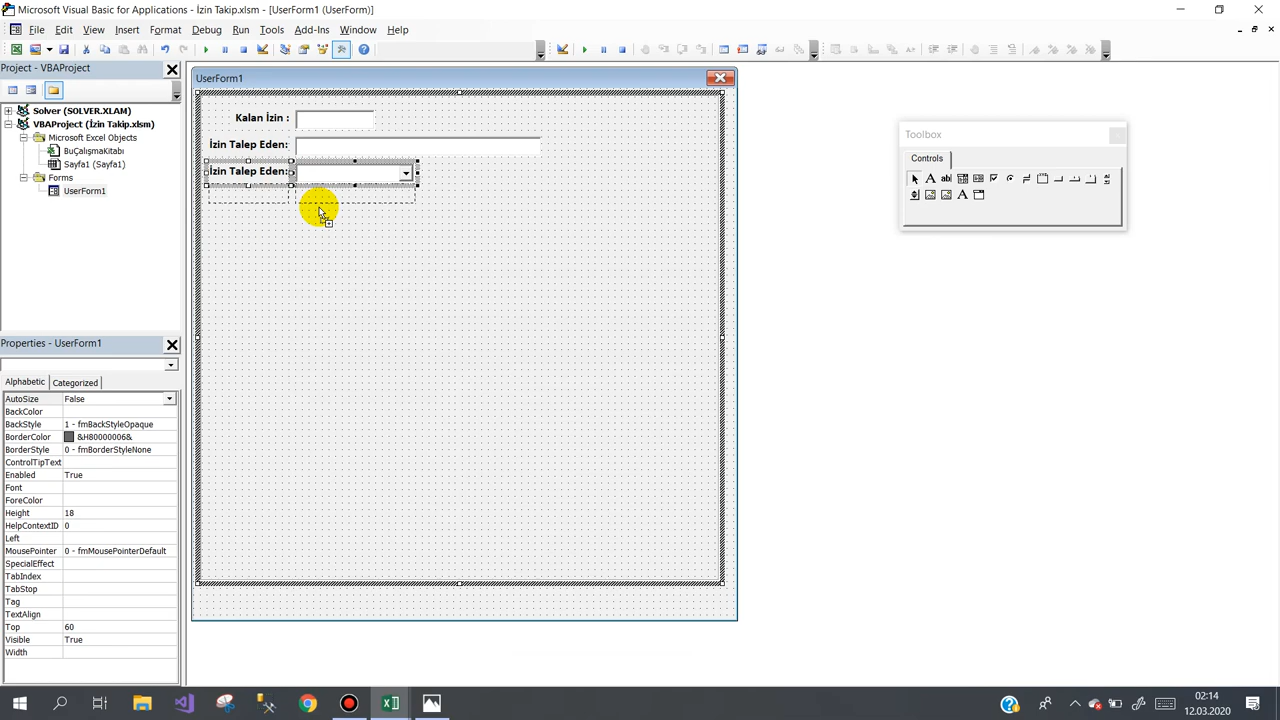 Microsoft Visual Basic for Applications - İzin Takip.xlsm - [UserForm1 (UserForm)]
File Edit View Insert Format Debug Run Tools Add-Ins Window Help
Project - VBAProject
Solver (SOLVER.XLAM)
VBAProject (İzin Takip.xlsm)
Microsoft Excel Objects
BuÇalışmaKitabı
Sayfa1 (Sayfa1)
Forms
UserForm1
Properties - UserForm1
Alphabetic Categorized
AutoSize False
BackColor
BackStyle 1 - fmBackStyleOpaque
BorderColor &H80000006&
BorderStyle 0 - fmBorderStyleNone
ControlTipText
Enabled True
Font
ForeColor
Height 18
HelpContextID 0
Left
MousePointer 0 - fmMousePointerDefault
SpecialEffect
TabIndex
TabStop
Tag
TextAlign
Top 60
Visible True
Width
UserForm1
Kalan İzin :
İzin Talep Eden:
İzin Talep Eden:
Toolbox
Controls
02:14
12.03.2020